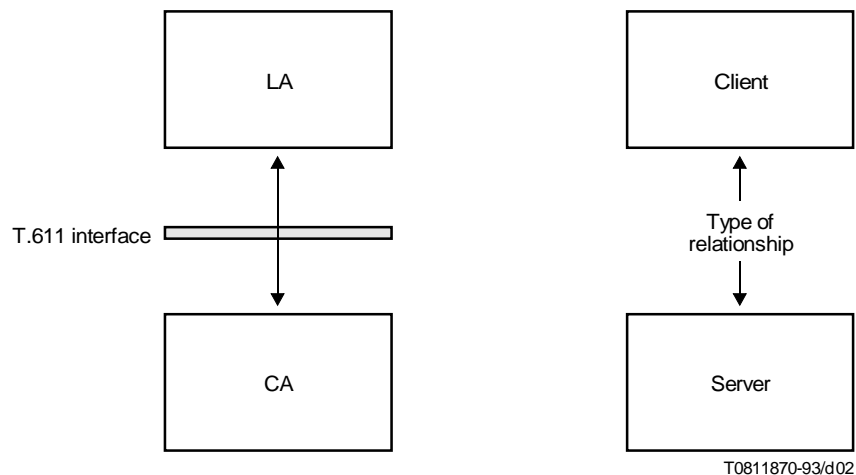 LA
Client
T.611 interface
Type of
relationship
CA
Server
T0811870-93/d02